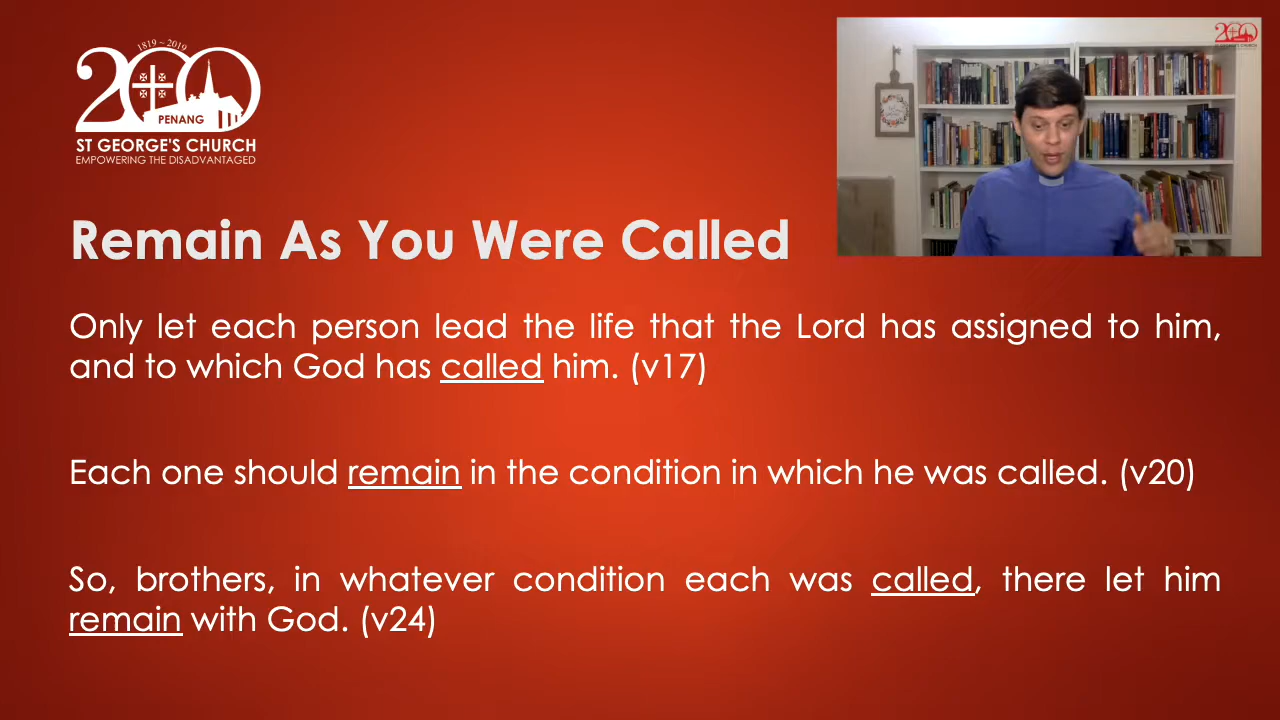 1819 ~ 2019
200
PENANG
ST GEORGE'S CHURCH
EMPOWERING THE DISADVANTAGED
Remain As You Were Called
Only let each person lead the life that the Lord has assigned to him,
and to which God has called him. (v17)
Each one should remain in the condition in which he was called. (v20)
So, brothers, in whatever condition each was called, there let him
remain with God. (v24)